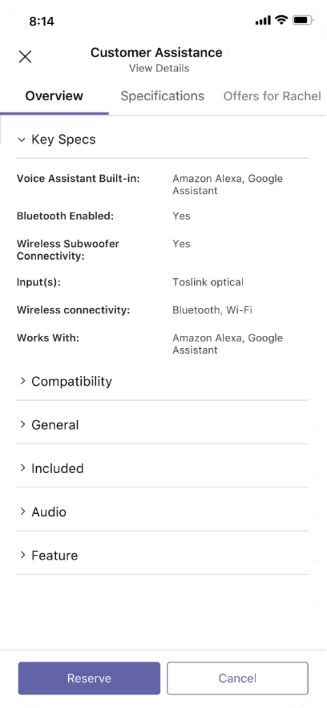 8:14
Customer Assistance
View Details
Overview Specifications Offers for Rachel
Key Specs
Voice Assistant Built-in: Amazon Alexa, Google
Assistant
Bluetooth Enabled: Yes
Wireless Subwoofer Yes
Connectivity:
Input(s): Toslink optical
Wireless connectivity: Bluetooth, Wi-Fi
Works With: Amazon Alexa, Google
Assistant
Compatibility
General
Included
Audio
Feature
Reserve Cancel